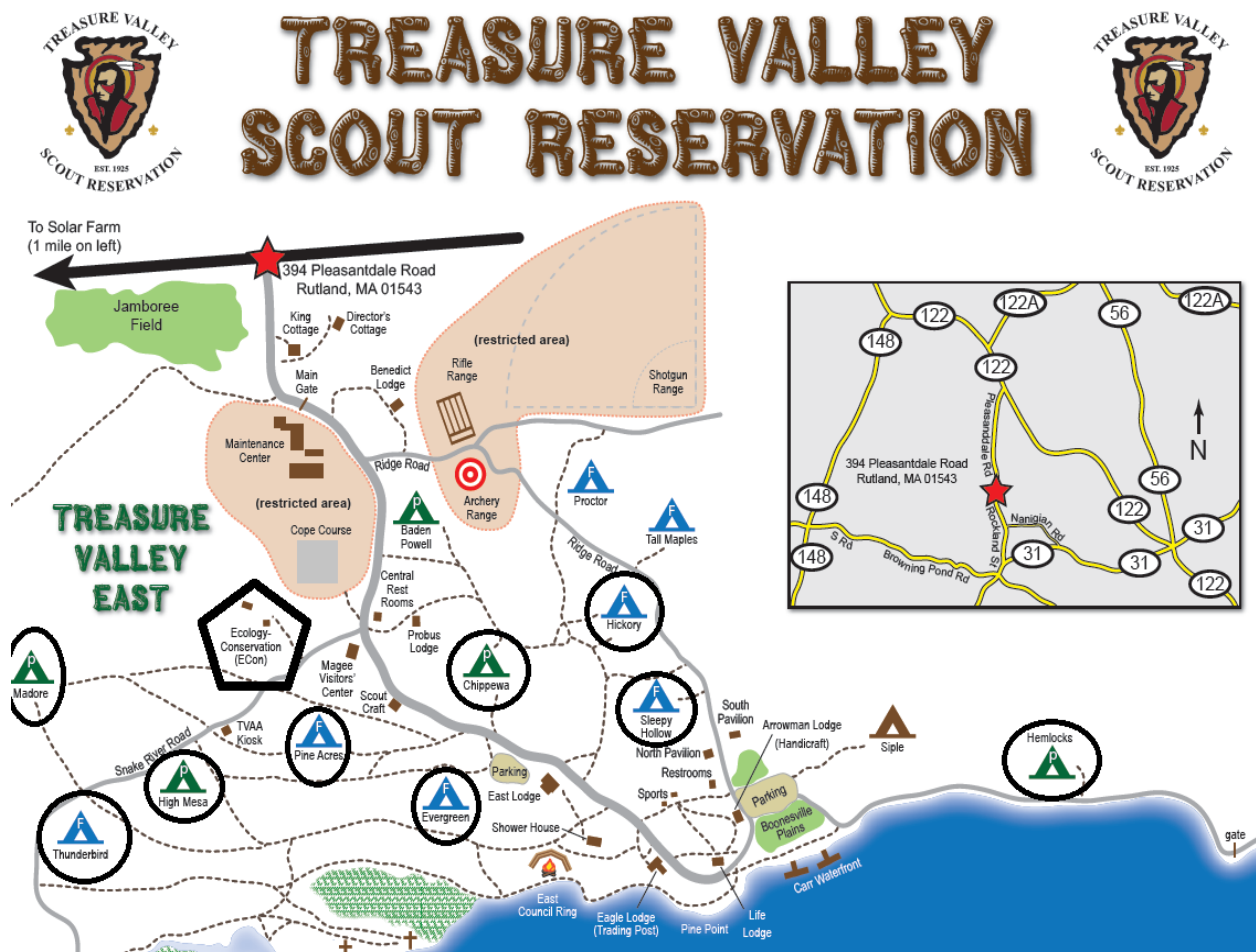 TREASURE VALLEY
SCOUT RESERVATION
TREASURE VALLEY
EST. 1925
SCOUT RESERVATION
TREASURE VALLEY
EST. 1925
SCOUT RESERVATION
To Solar Farm
(1 mile on left)
394 Pleasantdale Road
Rutland, MA 01543
Jamboree
Field
King
Cottage
Director's
Cottage
(restricted area)
Rifle
Range
Shotgun
Range
Main
Gate
Benedict
Lodge
Maintenance
Center
Ridge Road
(restricted area)
Archery
Range
F
Proctor
P
Baden
Powell
F
Tall Maples
Cope Course
TREASURE
VALLEY
EAST
Ridge Road
Central
Rest
Rooms
Ecology-
Conservation
(ECon)
Probus
Lodge
F
Hickory
P
Madore
Magee
Visitors'
Center
P
Chippewa
Scout
Craft
F
Sleepy
Hollow
South
Pavilion
Arrowman Lodge
(Handicraft)
Siple
Hemlocks
P
TVAA
Kiosk
F
Pine Acres
North Pavilion
Restrooms
Snake River Road
P
High Mesa
Parking
East Lodge
Sports
Parking
F
Evergreen
Shower House
Boonesville
Plains
F
Thunderbird
gate
Carr Waterfront
East
Council Ring
Eagle Lodge
(Trading Post)
Pine Point
Life
Lodge
122A
122A
122
56
148
122
Pleasanddale Rd
N
394 Pleasantdale Road
Rutland, MA 01543
56
56
148
122
Rockland St
Nanigian Rd
31
148
S Rd
Browning Pond Rd
31
31
122